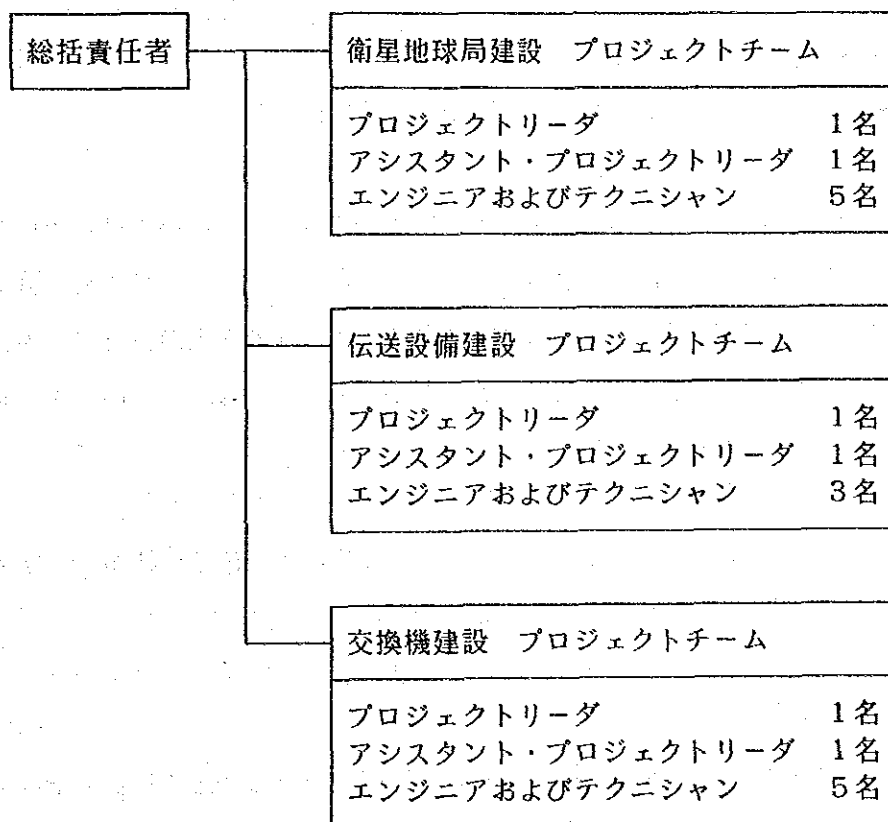 総括責任者
衛星地球局建設 プロジェクトチーム
プロジェクトリーダ 1名
アシスタント・プロジェクトリーダ 1名
エンジニアおよびテクニシャン 5名
伝送設備建設 プロジェクトチーム
プロジェクトリーダ 1名
アシスタント・プロジェクトリーダ 1名
エンジニアおよびテクニシャン 3名
交換機建設 プロジェクトチーム
プロジェクトリーダ 1名
アシスタント・プロジェクトリーダ 1名
エンジニアおよびテクニシャン 5名